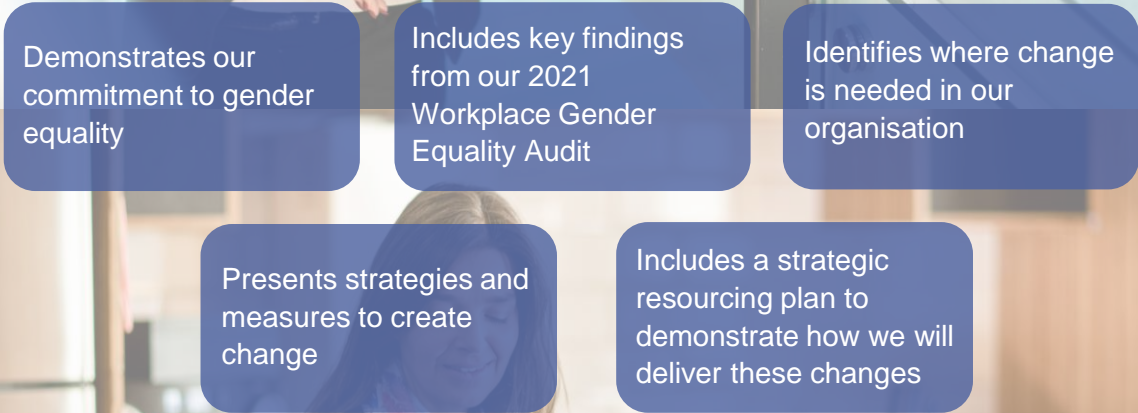 Demonstrates our
commitment to gender
equality
Includes key findings
from our 2021
Workplace Gender
Equality Audit
Identifies where change
is needed in our
organisation
Presents strategies and
measures to create
change
Includes a strategic
resourcing plan to
demonstrate how we will
deliver these changes